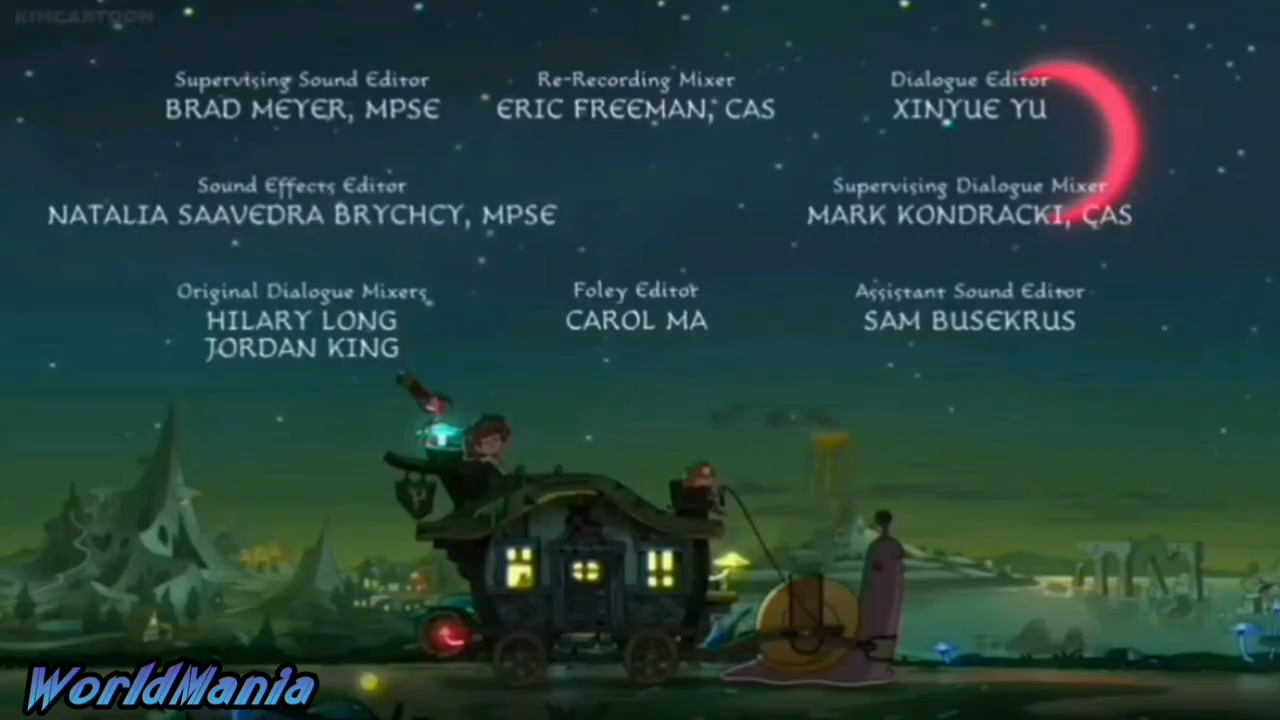 KIMCARTOON
Supervising Sound Editor
BRAD MEYER, MPSE
Re-Recording Mixer
ERIC FREEMAN, CAS
Dialogue Editor
XINYUE YU
Sound Effects Editor
NATALIA SAAVEDRA BRYCHCY, MPSE
Supervising Dialogue Mixer
MARK KONDRACKI, CAS
Original Dialogue Mixers
HILARY LONG
JORDAN KING
Foley Editor
CAROL MA
Assistant Sound Editor
SAM BUSEKRUS
WorldMania